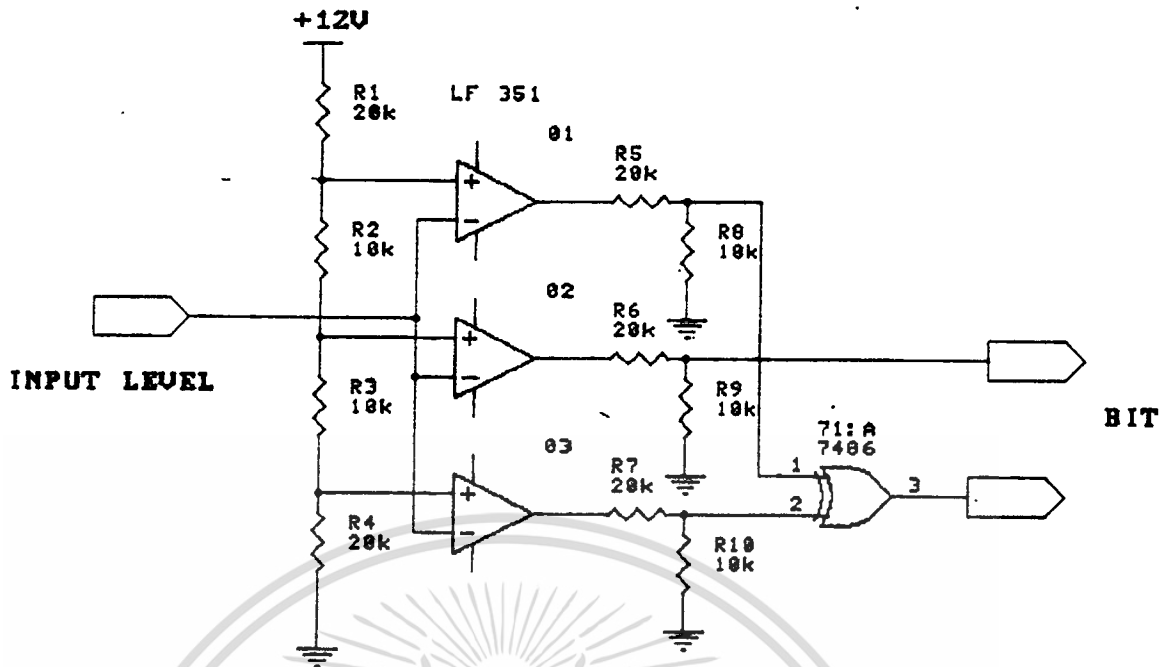 +12V
R1
20k
LF 351
01
R5
20k
R2
10k
R8
10k
02
R6
20k
INPUT LEVEL
R3
10k
R9
10k
BIT
03
71:A
7486
R7
20k
1
2
3
R4
20k
R10
10k
+
-
+
-
+
-